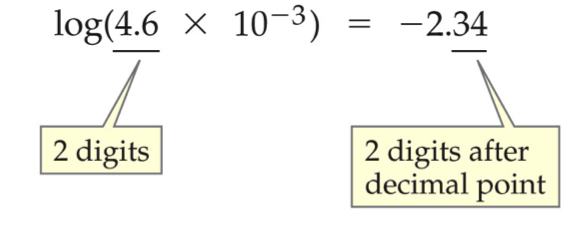 log(4.6 × 10⁻³) = −2.34
2 digits
2 digits after
decimal point